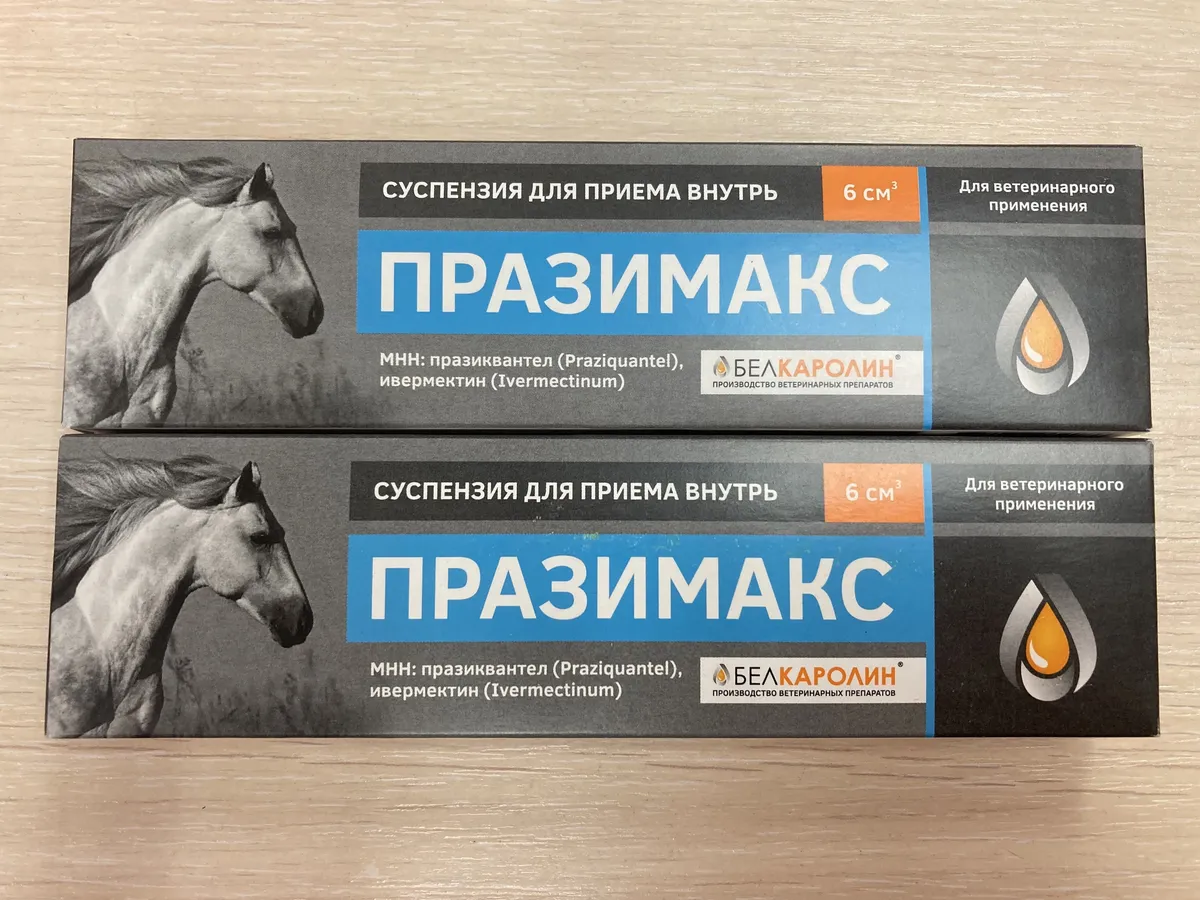 СУСПЕНЗИЯ ДЛЯ ПРИЕМА ВНУТРЬ
6 см³
Для ветеринарного
применения
ПРАЗИМАКС
МНН: празиквантел (Praziquantel),
ивермектин (Ivermectinum)
БЕЛКАРОЛИН®
ПРОИЗВОДСТВО ВЕТЕРИНАРНЫХ ПРЕПАРАТОВ
СУСПЕНЗИЯ ДЛЯ ПРИЕМА ВНУТРЬ
6 см³
Для ветеринарного
применения
ПРАЗИМАКС
МНН: празиквантел (Praziquantel),
ивермектин (Ivermectinum)
БЕЛКАРОЛИН®
ПРОИЗВОДСТВО ВЕТЕРИНАРНЫХ ПРЕПАРАТОВ